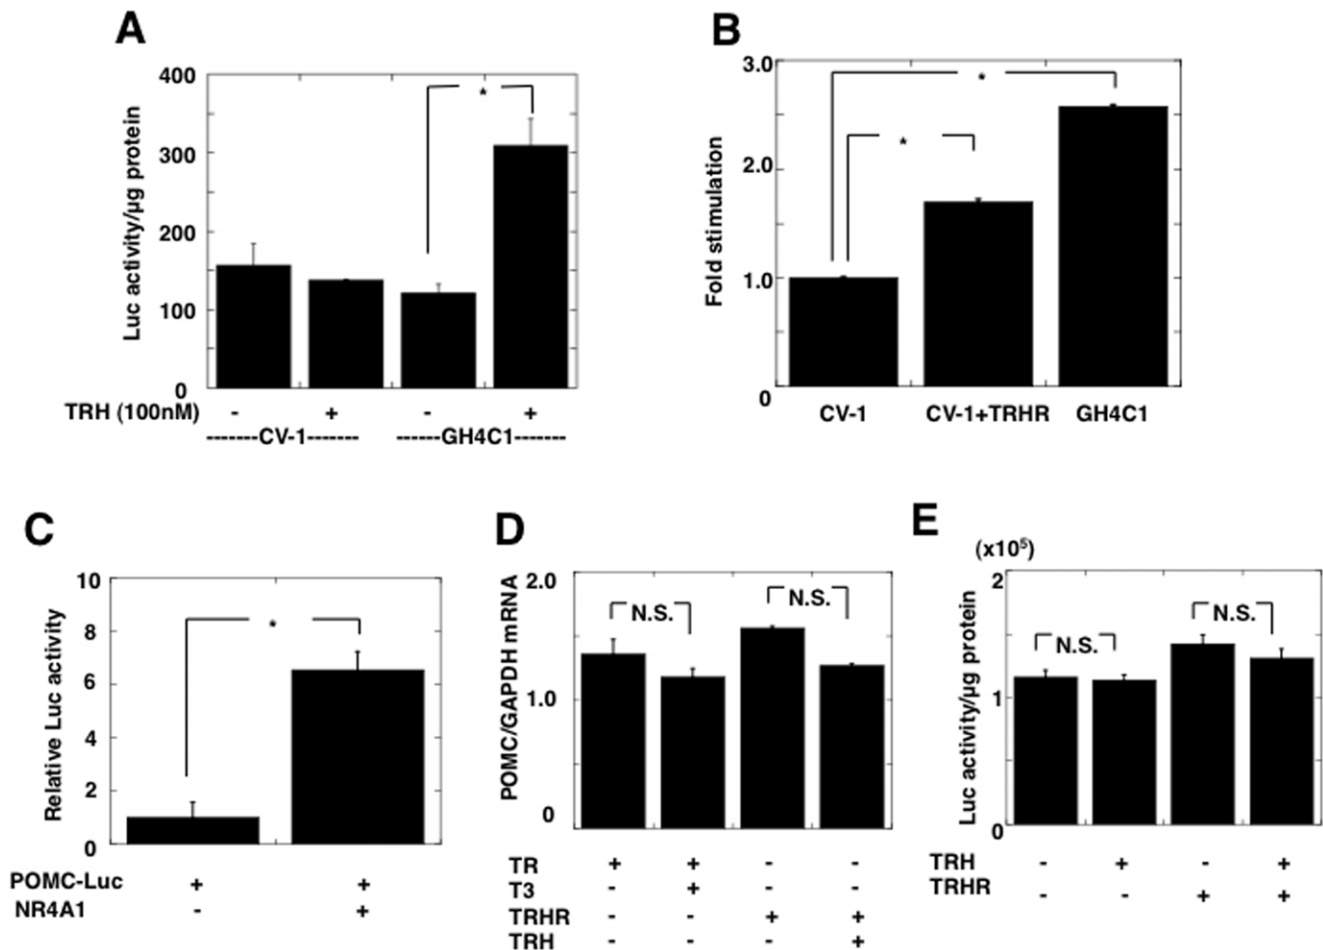 A
Luc activity/µg protein
400
300
200
100
0
*
TRH (100nM) - + - +
-------CV-1------- ------GH4C1-------
B
Fold stimulation
3.0
2.0
1.0
0
*
*
CV-1 CV-1+TRHR GH4C1
C
Relative Luc activity
10
8
6
4
2
0
*
POMC-Luc + +
NR4A1 - +
D
POMC/GAPDH mRNA
2.0
1.0
0
N.S.
N.S.
TR + + - -
T3 - + - -
TRHR - - + +
TRH - - - +
E
(x10⁵)
Luc activity/µg protein
2
1
0
N.S.
N.S.
TRH - + - +
TRHR - - + +